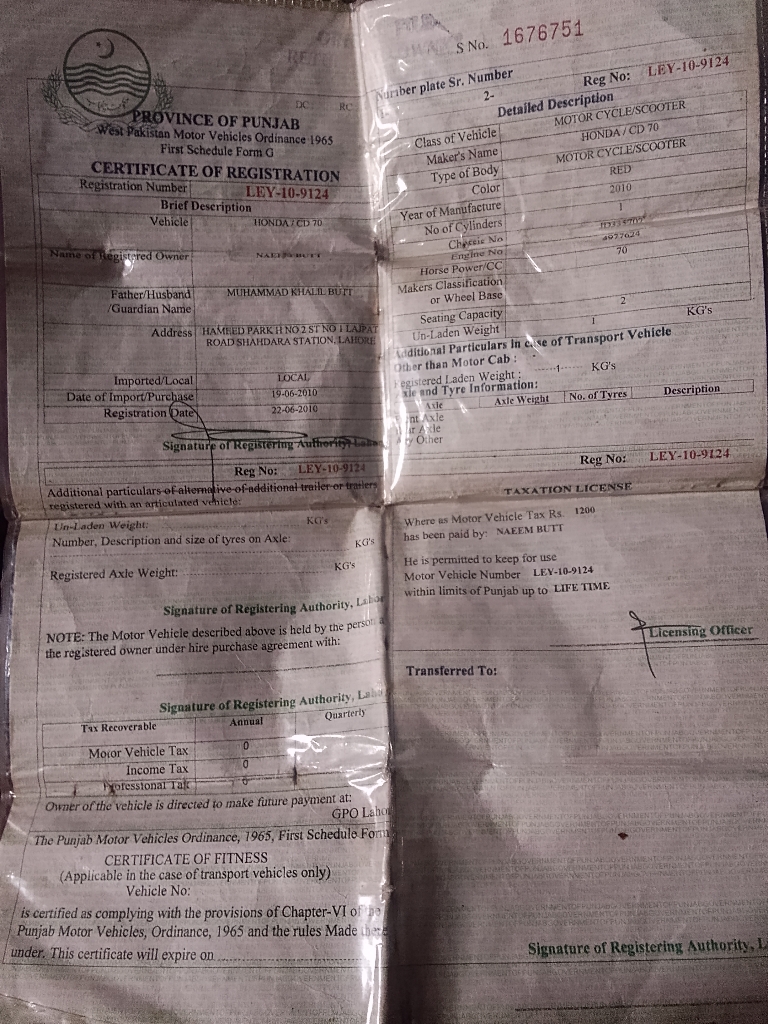 PROVINCE OF PUNJAB
West Pakistan Motor Vehicles Ordinance 1965
First Schedule Form G
CERTIFICATE OF REGISTRATION
Registration Number LEY-10-9124
Brief Description
Vehicle HONDA / CD 70
Name of Registered Owner
Father/Husband MUHAMMAD KHALIL BUTT
/Guardian Name
Address HAMEED PARK H NO 2 ST NO 1 LAJPAT
ROAD SHAHDARA STATION, LAHORE
Imported/Local LOCAL
Date of Import/Purchase 19-06-2010
Registration Date 22-06-2010
Signature of Registering Authority, Lahor
Reg No: LEY-10-9124
Additional particulars of alternative of additional trailer or trailers
registered with an articulated vehicle:
Un-Laden Weight: KG's
Number, Description and size of tyres on Axle: KG's
Registered Axle Weight: KG's
Signature of Registering Authority, Lahor
NOTE: The Motor Vehicle described above is held by the person a
the registered owner under hire purchase agreement with:
Signature of Registering Authority, Laho
Tax Recoverable Annual Quarterly
Motor Vehicle Tax 0
Income Tax 0
Professional Tax 0
Owner of the vehicle is directed to make future payment at:
GPO Lahor
The Punjab Motor Vehicles Ordinance, 1965, First Schedule Form
CERTIFICATE OF FITNESS
(Applicable in the case of transport vehicles only)
Vehicle No:
is certified as complying with the provisions of Chapter-VI of the
Punjab Motor Vehicles, Ordinance, 1965 and the rules Made there
under. This certificate will expire on
S No. 1676751
Number plate Sr. Number Reg No: LEY-10-9124
2-
Detailed Description
Class of Vehicle MOTOR CYCLE/SCOOTER
Maker's Name HONDA / CD 70
Type of Body MOTOR CYCLE/SCOOTER
Color RED
Year of Manufacture 2010
No of Cylinders 1
Chassis No
Engine No
Horse Power/CC 70
Makers Classification
or Wheel Base
Seating Capacity 2
Un-Laden Weight 1 KG's
Additional Particulars in case of Transport Vehicle
Other than Motor Cab :
Registered Laden Weight : 1 KG's
Axle and Tyre Information:
Axle Axle Weight No. of Tyres Description
nt Axle
ar Axle
Any Other
Reg No: LEY-10-9124
TAXATION LICENSE
Where as Motor Vehicle Tax Rs. 1200
has been paid by: NAEEM BUTT
He is permitted to keep for use
Motor Vehicle Number LEY-10-9124
within limits of Punjab up to LIFE TIME
Licensing Officer
Transferred To:
Signature of Registering Authority, L